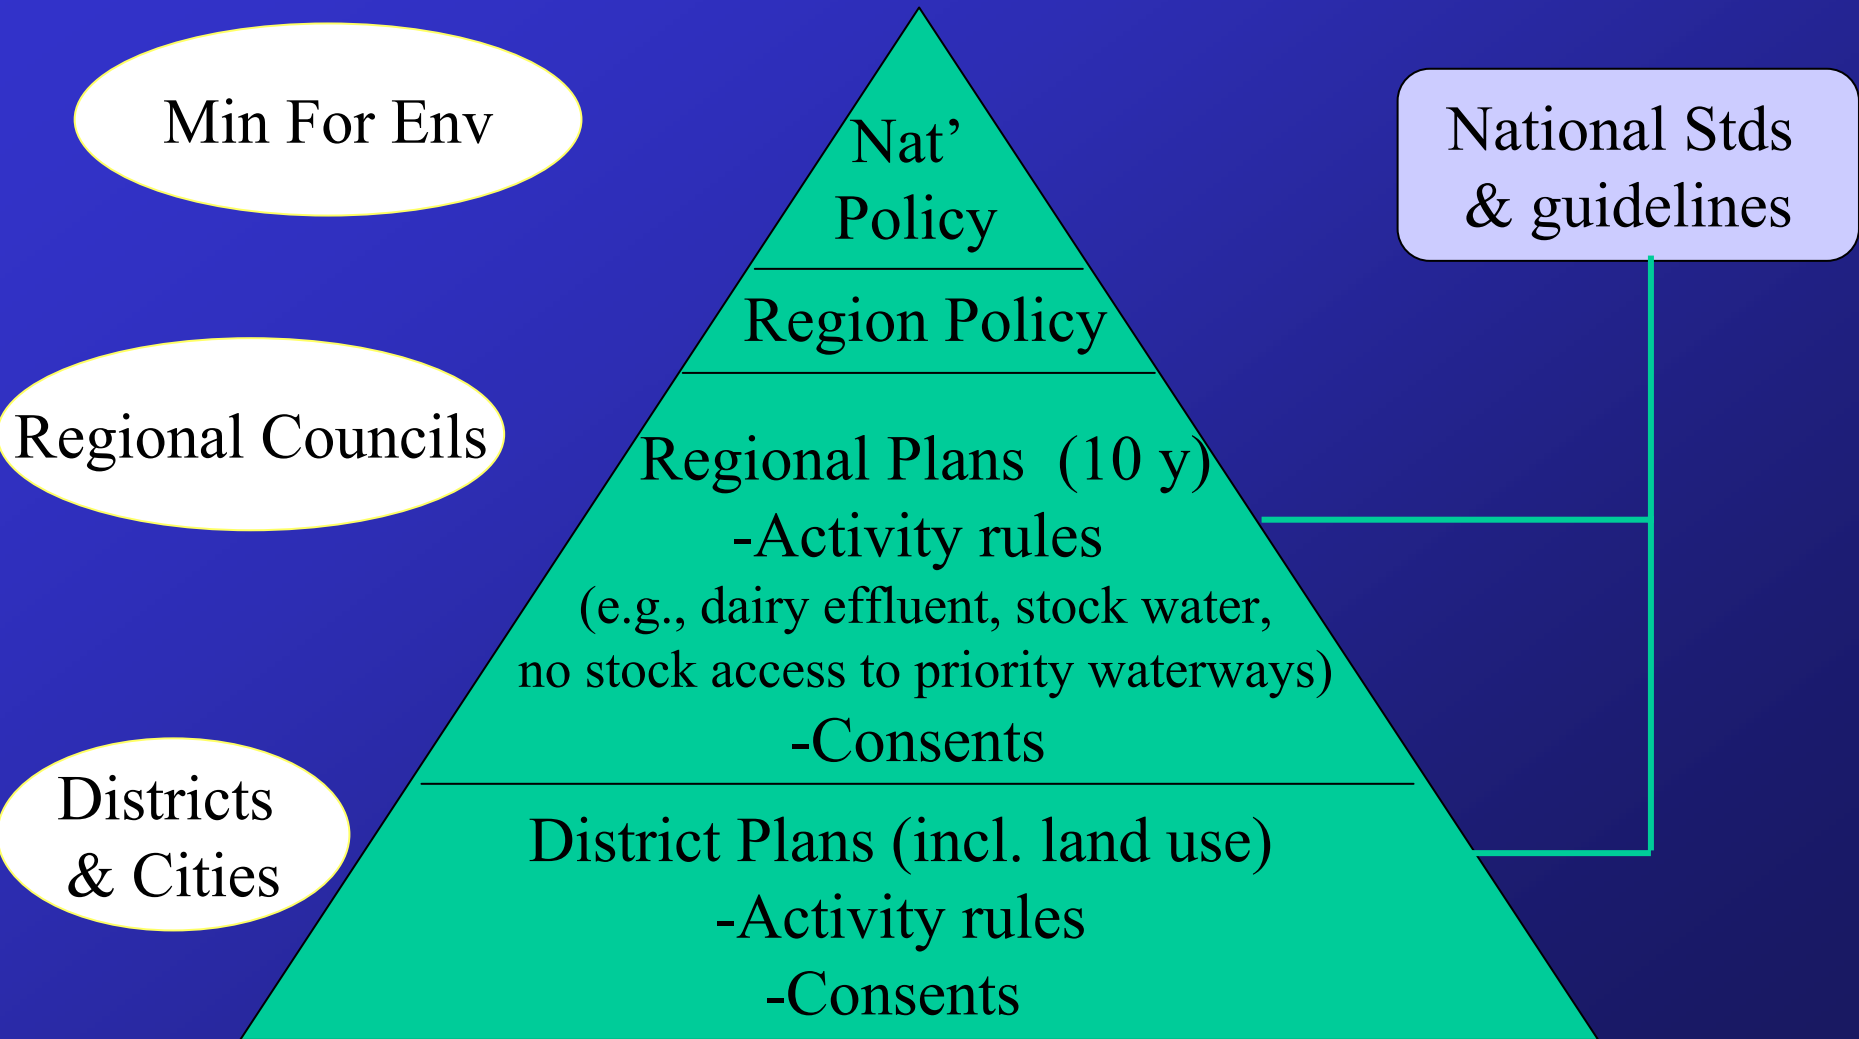 Min For Env
Nat’
Policy
National Stds
& guidelines
Region Policy
Regional Councils
Regional Plans (10 y)
-Activity rules
(e.g., dairy effluent, stock water,
no stock access to priority waterways)
-Consents
Districts
& Cities
District Plans (incl. land use)
-Activity rules
-Consents